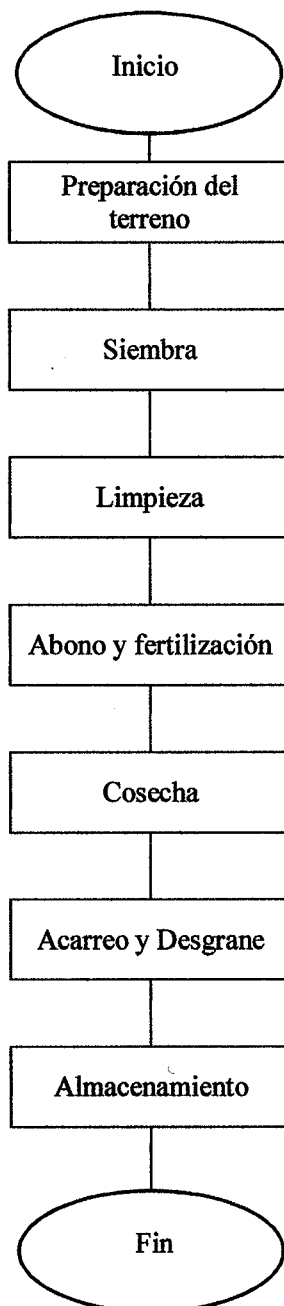 Inicio
Preparación del
terreno
Siembra
Limpieza
Abono y fertilización
Cosecha
Acarreo y Desgrane
Almacenamiento
Fin